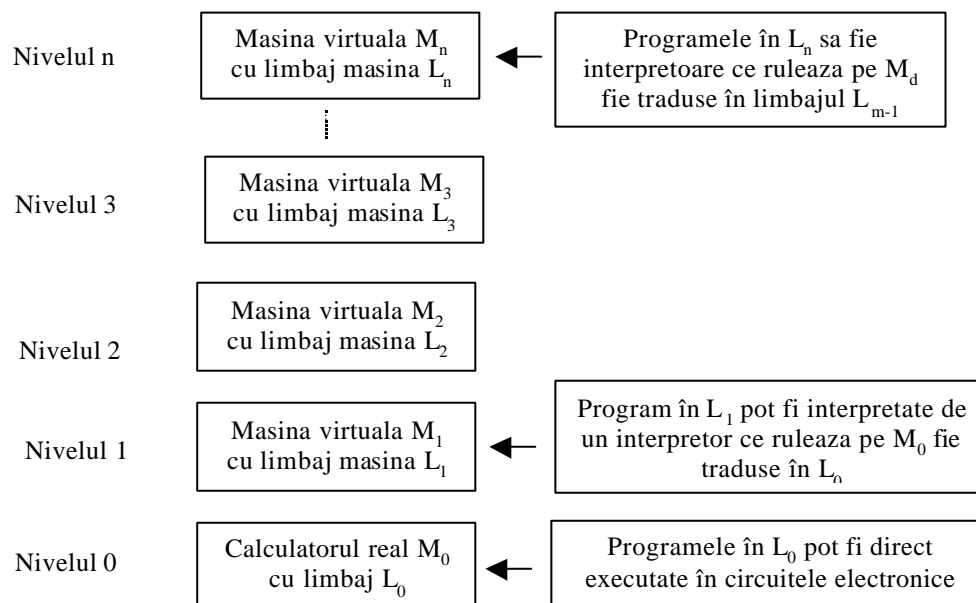 Nivelul n
Masina virtuala Mn
cu limbaj masina Ln
Programele în Ln sa fie
interpretoare ce ruleaza pe Md
fie traduse în limbajul Lm-1
Nivelul 3
Masina virtuala M3
cu limbaj masina L3
Nivelul 2
Masina virtuala M2
cu limbaj masina L2
Nivelul 1
Masina virtuala M1
cu limbaj masina L1
Program în L1 pot fi interpretate de
un interpretor ce ruleaza pe M0 fie
traduse în L0
Nivelul 0
Calculatorul real M0
cu limbaj L0
Programele în L0 pot fi direct
executate în circuitele electronice